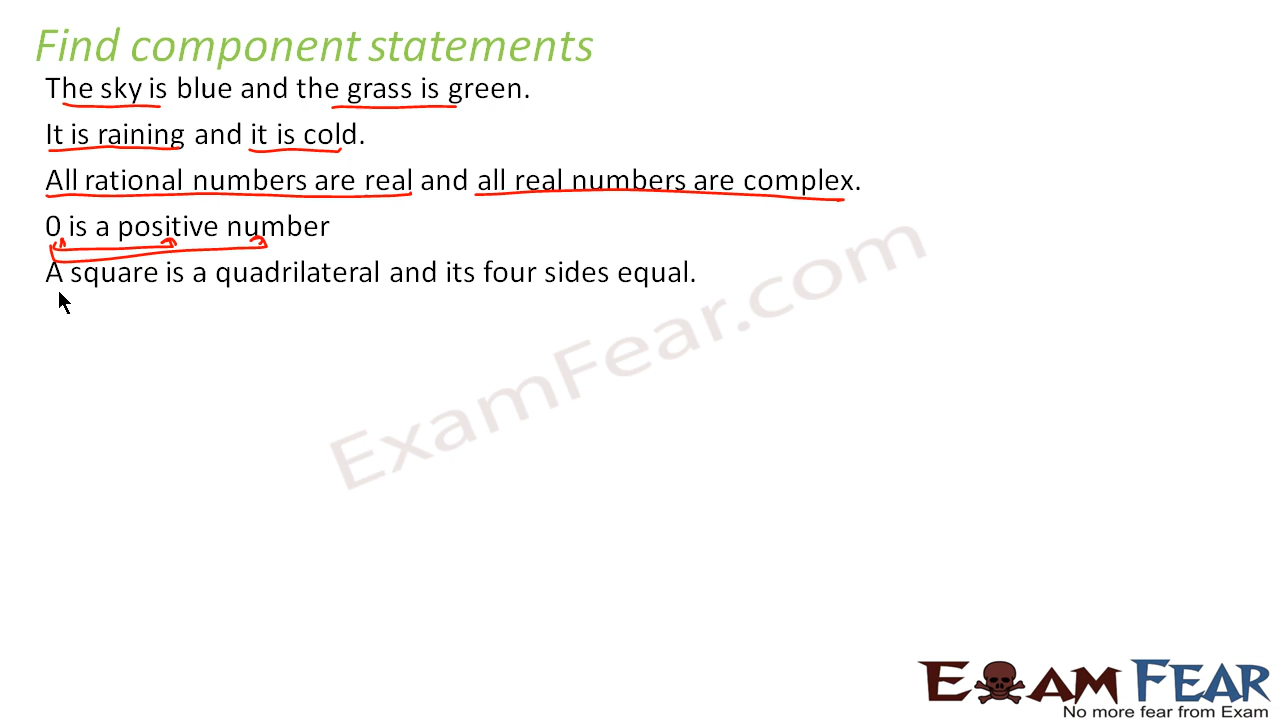 Find component statements
The sky is blue and the grass is green.
It is raining and it is cold.
All rational numbers are real and all real numbers are complex.
0 is a positive number
A square is a quadrilateral and its four sides equal.
ExamFear.com
EXAM FEAR
No more fear from Exam